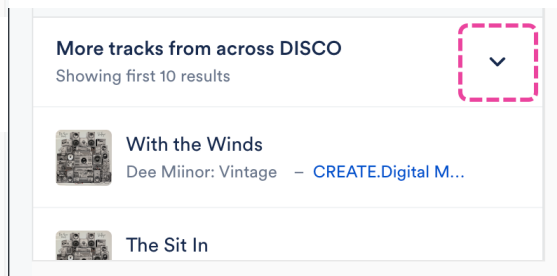 More tracks from across DISCO
Showing first 10 results
With the Winds
Dee Miinor: Vintage – CREATE.Digital M...
The Sit In